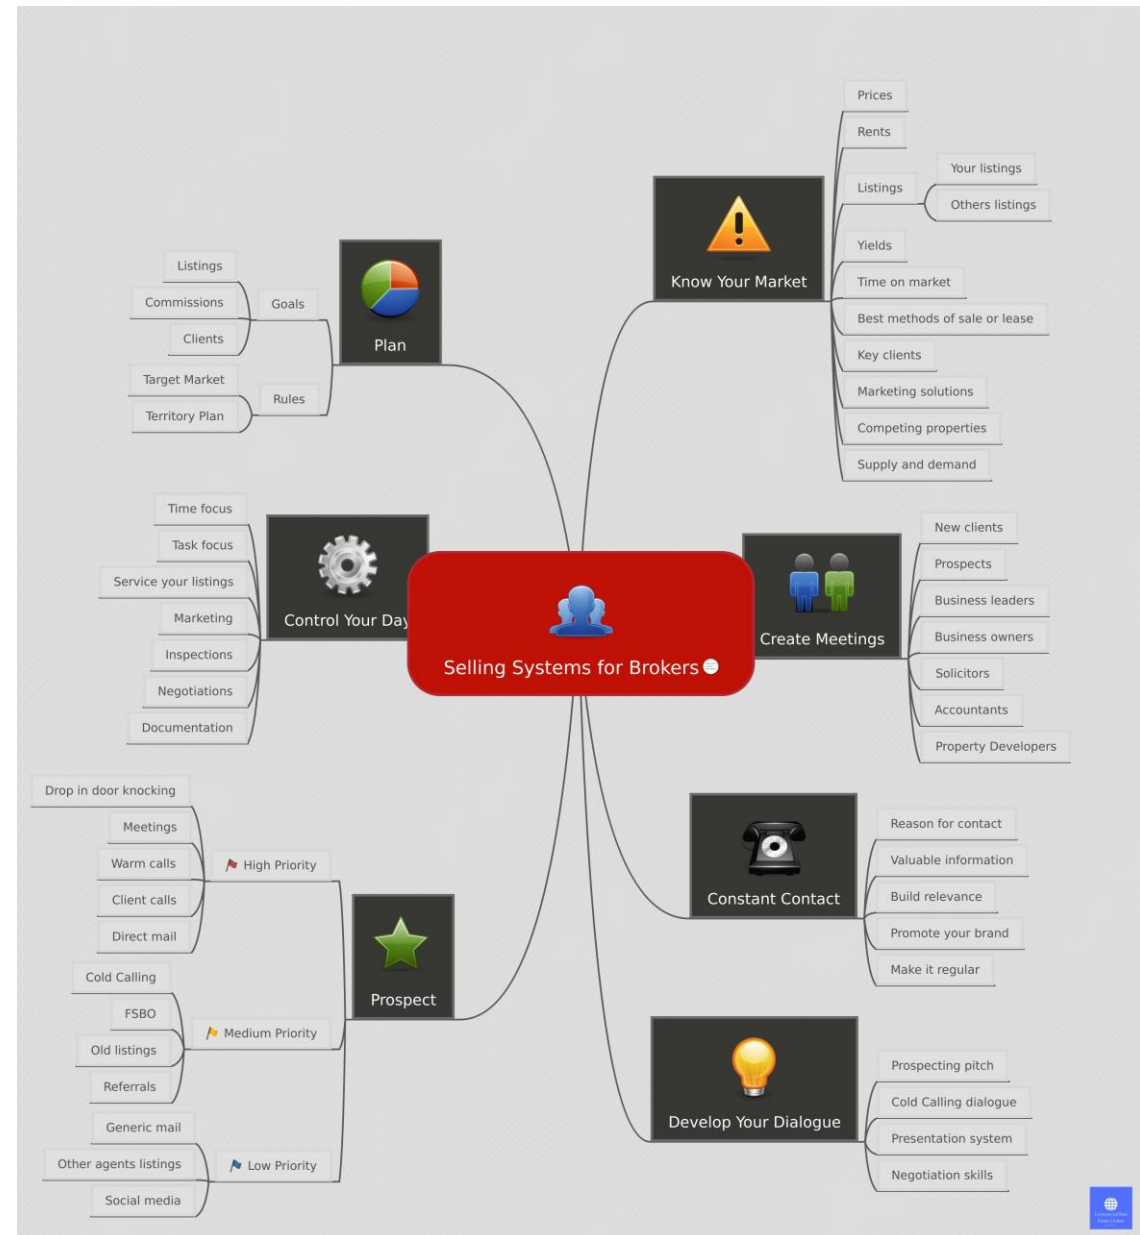 Selling Systems for Brokers
Know Your Market
Prices
Rents
Listings
Your listings
Others listings
Yields
Time on market
Best methods of sale or lease
Key clients
Marketing solutions
Competing properties
Supply and demand
Create Meetings
New clients
Prospects
Business leaders
Business owners
Solicitors
Accountants
Property Developers
Constant Contact
Reason for contact
Valuable information
Build relevance
Promote your brand
Make it regular
Develop Your Dialogue
Prospecting pitch
Cold Calling dialogue
Presentation system
Negotiation skills
Plan
Goals
Listings
Commissions
Clients
Rules
Target Market
Territory Plan
Control Your Day
Time focus
Task focus
Service your listings
Marketing
Inspections
Negotiations
Documentation
Prospect
High Priority
Drop in door knocking
Meetings
Warm calls
Client calls
Direct mail
Medium Priority
Cold Calling
FSBO
Old listings
Referrals
Low Priority
Generic mail
Other agents listings
Social media